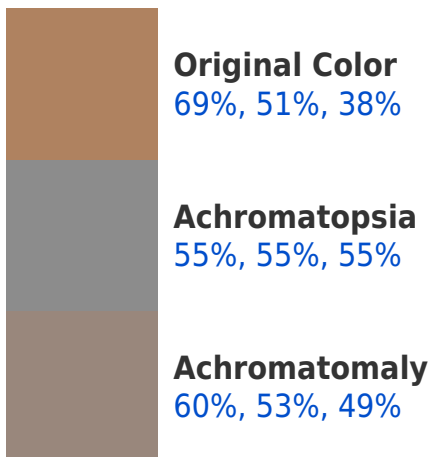 Original Color
69%, 51%, 38%
Achromatopsia
55%, 55%, 55%
Achromatomaly
60%, 53%, 49%